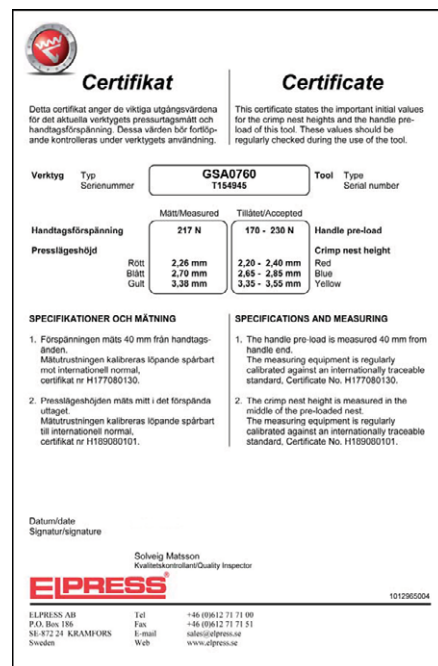 Certifikat
Detta certifikat anger de viktiga utgångsvärdena
för det aktuella verktygets pressurtagsmått och
handtagsförspänning. Dessa värden bör fortlöp-
ande kontrolleras under verktygets användning.
Certificate
This certificate states the important initial values
for the crimp nest heights and the handle pre-
load of this tool. These values should be
regularly checked during the use of the tool.
Verktyg Typ GSA0760 Tool Type
Serienummer T154945 Serial number
Mätt/Measured Tillåtet/Accepted
Handtagsförspänning 217 N 170 - 230 N Handle pre-load
Presslägeshöjd Crimp nest height
Rött 2,26 mm 2,20 - 2,40 mm Red
Blått 2,70 mm 2,65 - 2,85 mm Blue
Gult 3,38 mm 3,35 - 3,55 mm Yellow
SPECIFIKATIONER OCH MÄTNING
1. Förspänningen mäts 40 mm från handtags-
änden.
Mätutrustningen kalibreras löpande spårbart
mot internationell normal,
certifikat nr H177080130.
2. Presslägeshöjden mäts mitt i det förspända
uttaget.
Mätutrustningen kalibreras löpande spårbart
till internationell normal,
certifikat nr H189080101.
SPECIFICATIONS AND MEASURING
1. The handle pre-load is measured 40 mm from
handle end.
The measuring equipment is regularly
calibrated against an internationally traceable
standard, Certificate No. H177080130.
2. The crimp nest height is measured in the
middle of the pre-loaded nest.
The measuring equipment is regularly
calibrated against an internationally traceable
standard, Certificate No. H189080101.
Datum/date
Signatur/signature
Solveig Matsson
Kvalitetskontrollant/Quality Inspector
ELPRESS®
1012965004
ELPRESS AB Tel +46 (0)612 71 71 00
P.O. Box 186 Fax +46 (0)612 71 71 51
SE-872 24 KRAMFORS E-mail sales@elpress.se
Sweden Web www.elpress.se